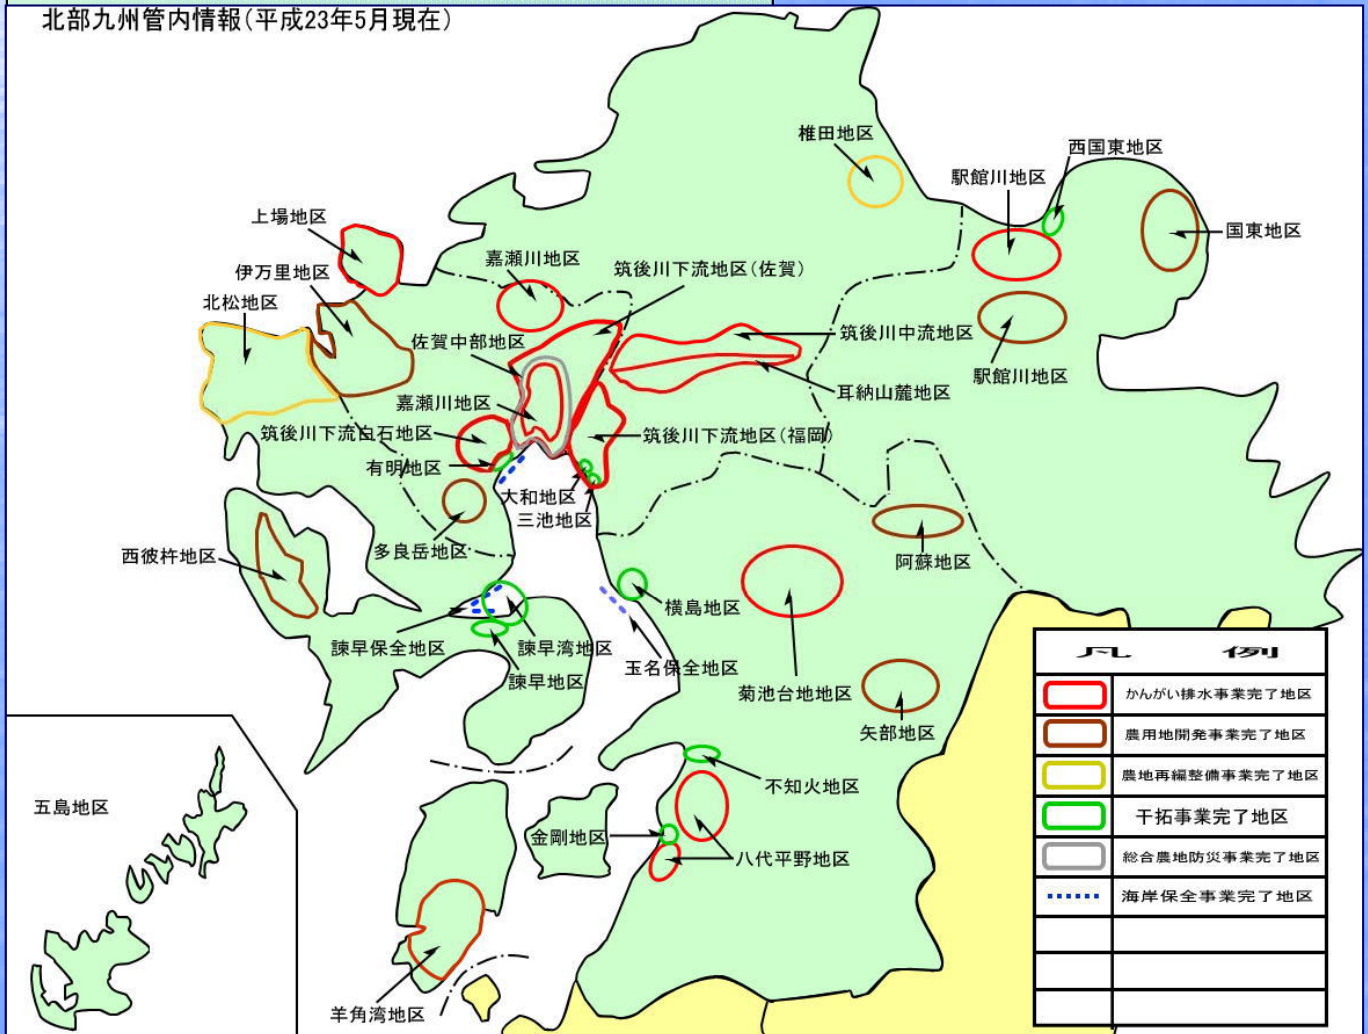 北部九州管内情報(平成23年5月現在)
椎田地区
西国東地区
駅館川地区
国東地区
上場地区
嘉瀬川地区
筑後川下流地区(佐賀)
伊万里地区
北松地区
筑後川中流地区
佐賀中部地区
駅館川地区
耳納山麓地区
嘉瀬川地区
筑後川下流白石地区
筑後川下流地区(福岡)
有明地区
大和地区
三池地区
多良岳地区
西彼杵地区
阿蘇地区
横島地区
諫早保全地区
諫早湾地区
玉名保全地区
諫早地区
菊池台地地区
矢部地区
不知火地区
金剛地区
八代平野地区
五島地区
羊角湾地区
凡 例
かんがい排水事業完了地区
農用地開発事業完了地区
農地再編整備事業完了地区
干拓事業完了地区
総合農地防災事業完了地区
海岸保全事業完了地区